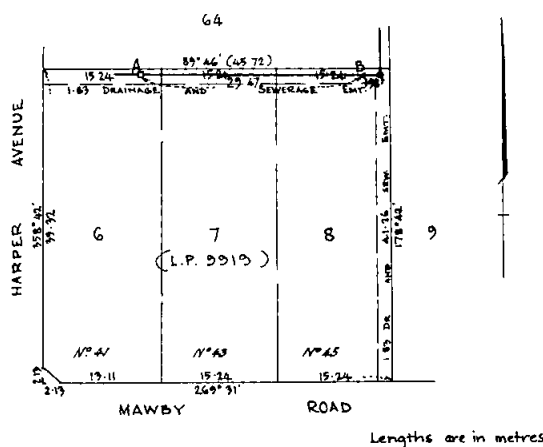 64
A 89°46' (45.72) B
15.24 15.24 15.24
29.47
1.83 DRAINAGE AND SEWERAGE EMT.
HARPER AVENUE
358°42'
39.32
6 7 8 9
(L.P. 9919)
1.83 DR AND SEW EMT.
41.26
178°42'
Nº 41 Nº 43 Nº 45
2.13
2.13
13.11 15.24 15.24
269°31'
MAWBY ROAD
Lengths are in metres